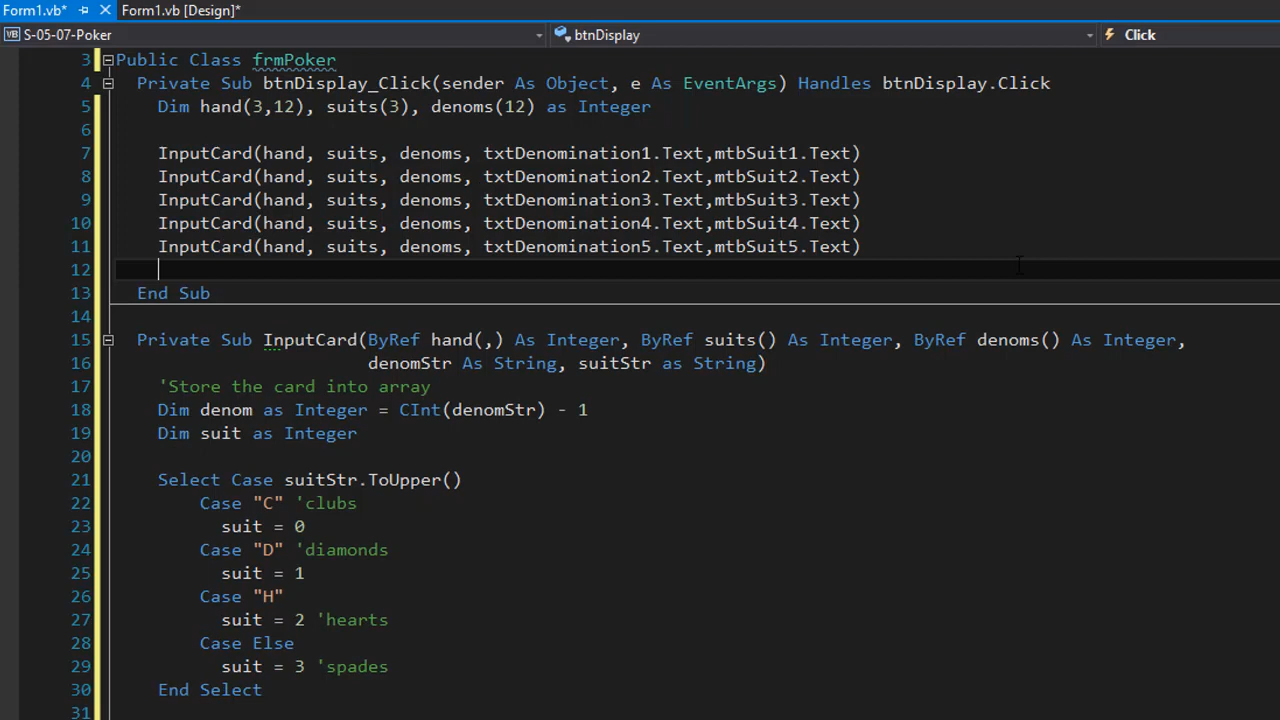 Form1.vb* Form1.vb [Design]*
VB S-05-07-Poker btnDisplay Click
3 Public Class frmPoker
4 Private Sub btnDisplay_Click(sender As Object, e As EventArgs) Handles btnDisplay.Click
5 Dim hand(3,12), suits(3), denoms(12) as Integer
6
7 InputCard(hand, suits, denoms, txtDenomination1.Text,mtbSuit1.Text)
8 InputCard(hand, suits, denoms, txtDenomination2.Text,mtbSuit2.Text)
9 InputCard(hand, suits, denoms, txtDenomination3.Text,mtbSuit3.Text)
10 InputCard(hand, suits, denoms, txtDenomination4.Text,mtbSuit4.Text)
11 InputCard(hand, suits, denoms, txtDenomination5.Text,mtbSuit5.Text)
12
13 End Sub
14
15 Private Sub InputCard(ByRef hand(,) As Integer, ByRef suits() As Integer, ByRef denoms() As Integer,
16 denomStr As String, suitStr as String)
17 'Store the card into array
18 Dim denom as Integer = CInt(denomStr) - 1
19 Dim suit as Integer
20
21 Select Case suitStr.ToUpper()
22 Case "C" 'clubs
23 suit = 0
24 Case "D" 'diamonds
25 suit = 1
26 Case "H"
27 suit = 2 'hearts
28 Case Else
29 suit = 3 'spades
30 End Select
31